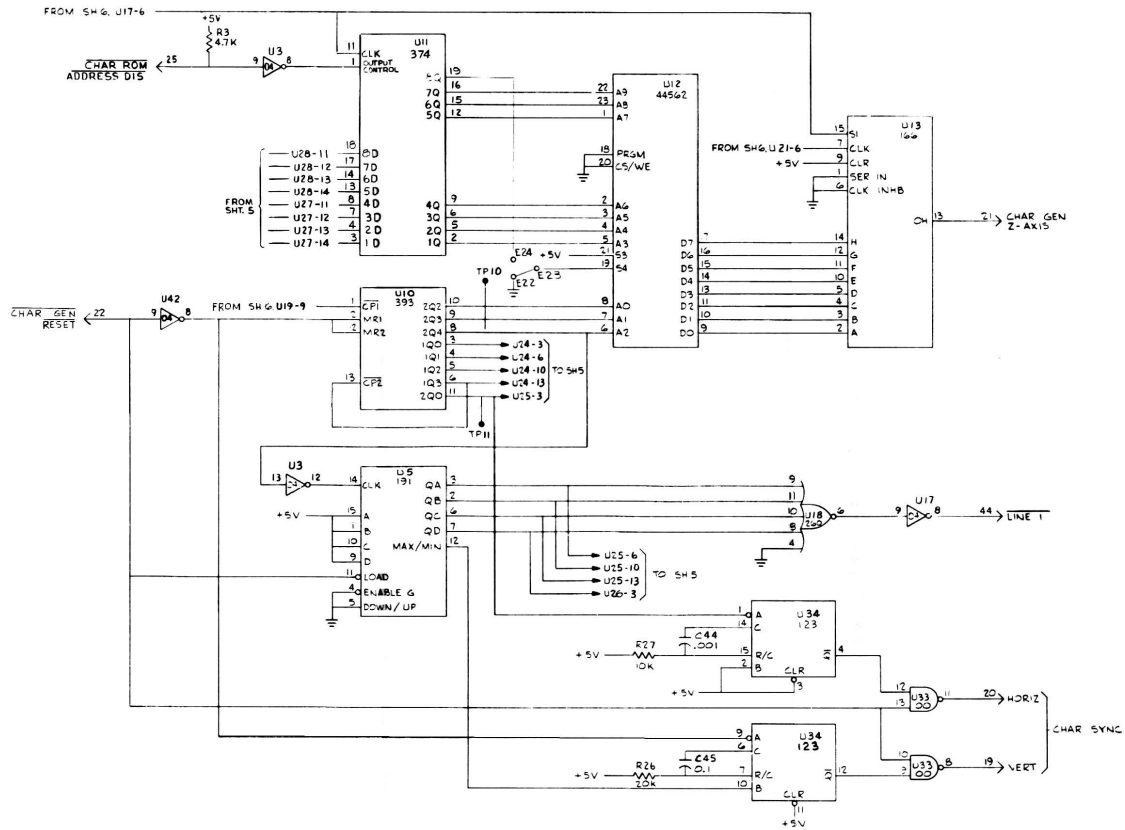 FROM SH 6, U17-6
+5V
R3
4.7K
CHAR ROM
ADDRESS DIS
25
9
U3
04
8
11
1
U11
374
CLK
OUTPUT
CONTROL
8Q 19
7Q 16
6Q 15
5Q 12
FROM
SHT. 5
U28-11 18 8D
U28-12 17 7D
U28-13 14 6D
U28-14 13 5D
U27-11 8 4D
U27-12 7 3D
U27-13 4 2D
U27-14 3 1D
4Q 9
3Q 6
2Q 5
1Q 2
U12
44562
22 A9
23 A8
1 A7
18 PRGM
20 CS/WE
2 A6
3 A5
4 A4
5 A3
+5V 21 S3
19 S4
E24
E23
E22
8 A0
7 A1
6 A2
D7 7
D6 16
D5 15
D4 14
D3 13
D2 11
D1 10
D0 9
U13
166
15 SI
FROM SH6, U21-6 7 CLK
+5V 9 CLR
1 SER IN
6 CLK INHB
QH 13
21 CHAR GEN
Z-AXIS
14 H
12 G
11 F
10 E
5 D
4 C
3 B
2 A
CHAR GEN
RESET
22
9
U42
04
8
FROM SH 6, U19-9
U10
393
1 CP1
2 MR1
2 MR2
13 CP2
2Q2 10
2Q3 9
2Q4 8
1Q0 3 U24-3
1Q1 4 U24-6
1Q2 5 U24-10
1Q3 6 U24-13
2Q0 11 U25-3
TO SH5
TP10
TP11
13
U3
04
12
U5
191
14 CLK
+5V
15 A
1 B
10 C
9 D
11 LOAD
4 ENABLE G
5 DOWN/UP
QA 3
QB 2
QC 6
QD 7
MAX/MIN 12
9
11
10
8
4
U18
260
6
9
U17
04
8
44 LINE 1
U25-6
U25-10
U25-13
U26-3
TO SH 5
U34
123
1 A
14 C
15 R/C
2 B
CLR
3
Q 4
C44
.001
R27
10K
+5V
+5V
12
13
U33
00
11
20 HORIZ
CHAR SYNC
U34
123
9 A
6 C
7 R/C
10 B
CLR
11
+5V
Q 12
C45
0.1
R26
20K
+5V
10
9
U33
00
8
19 VERT